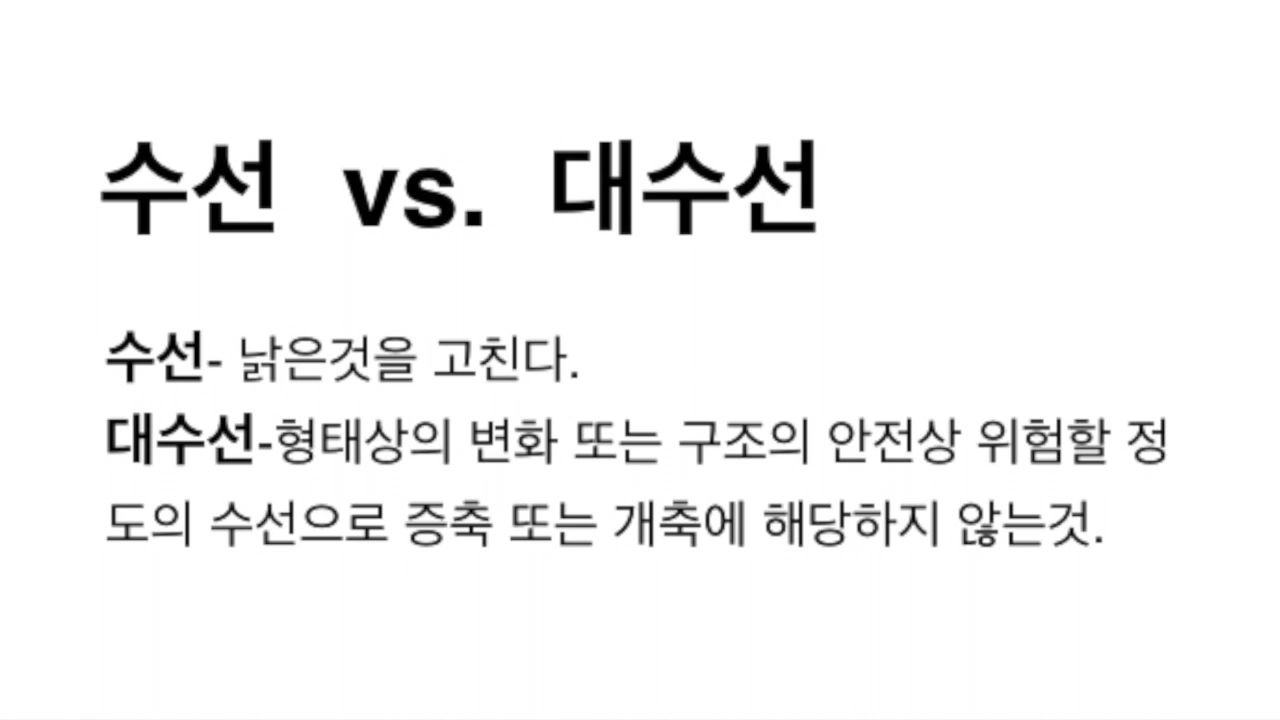 수선 vs. 대수선
수선- 낡은것을 고친다.
대수선-형태상의 변화 또는 구조의 안전상 위험할 정
도의 수선으로 증축 또는 개축에 해당하지 않는것.